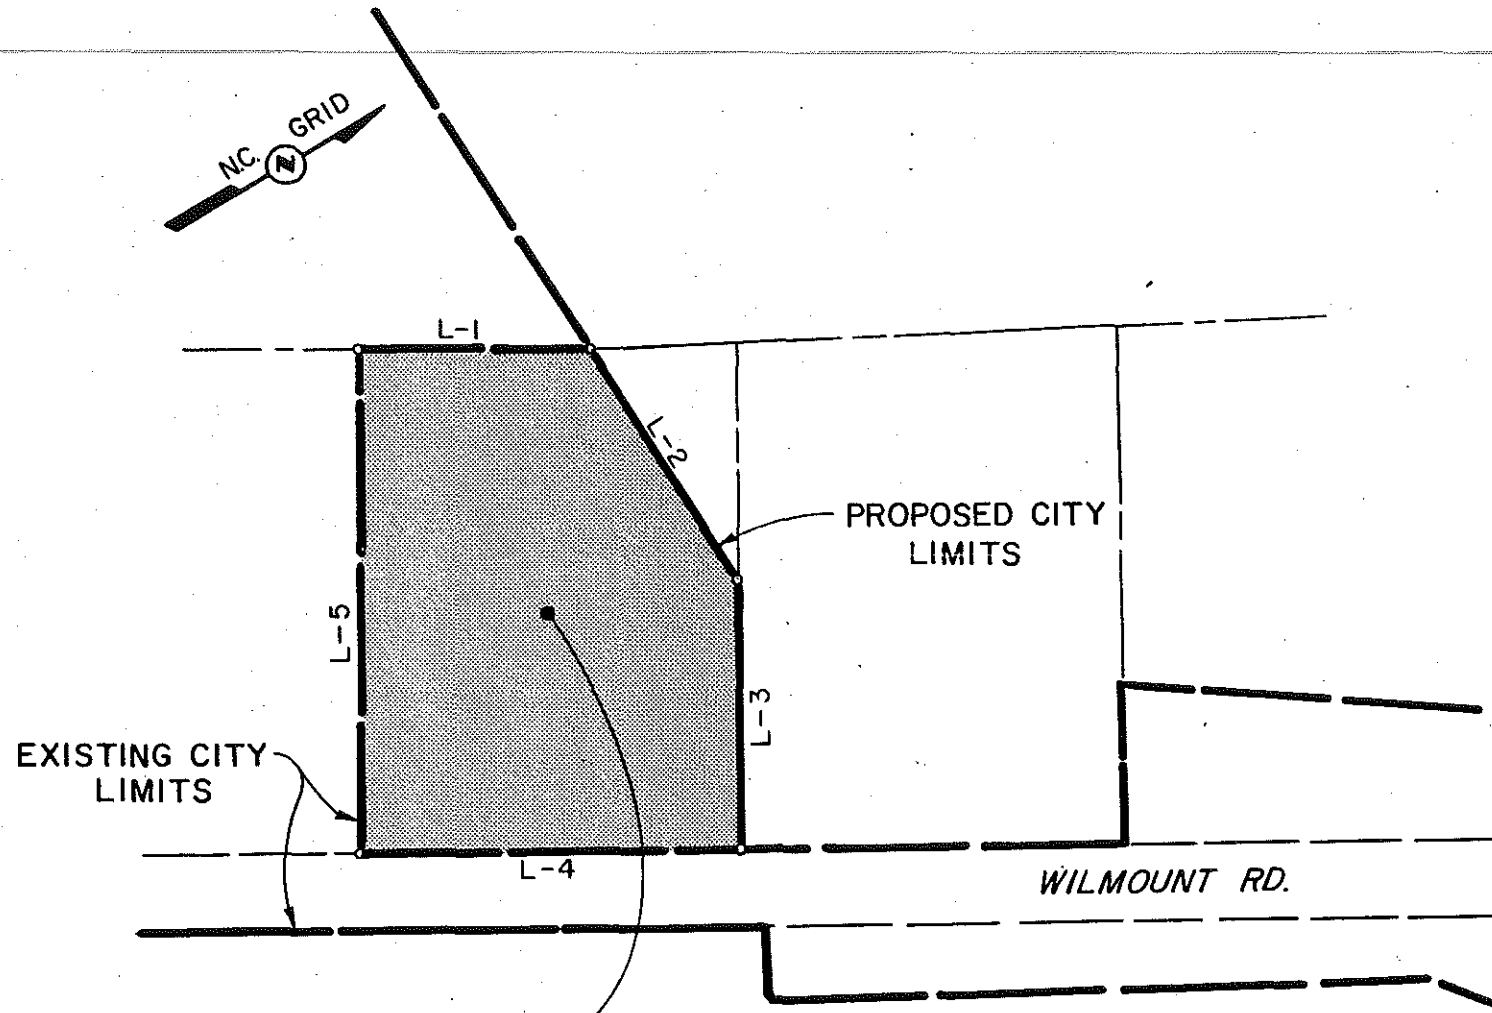 N.C. N GRID
L-1
L-2
PROPOSED CITY
LIMITS
L-5
L-3
EXISTING CITY
LIMITS
L-4
WILMOUNT RD.